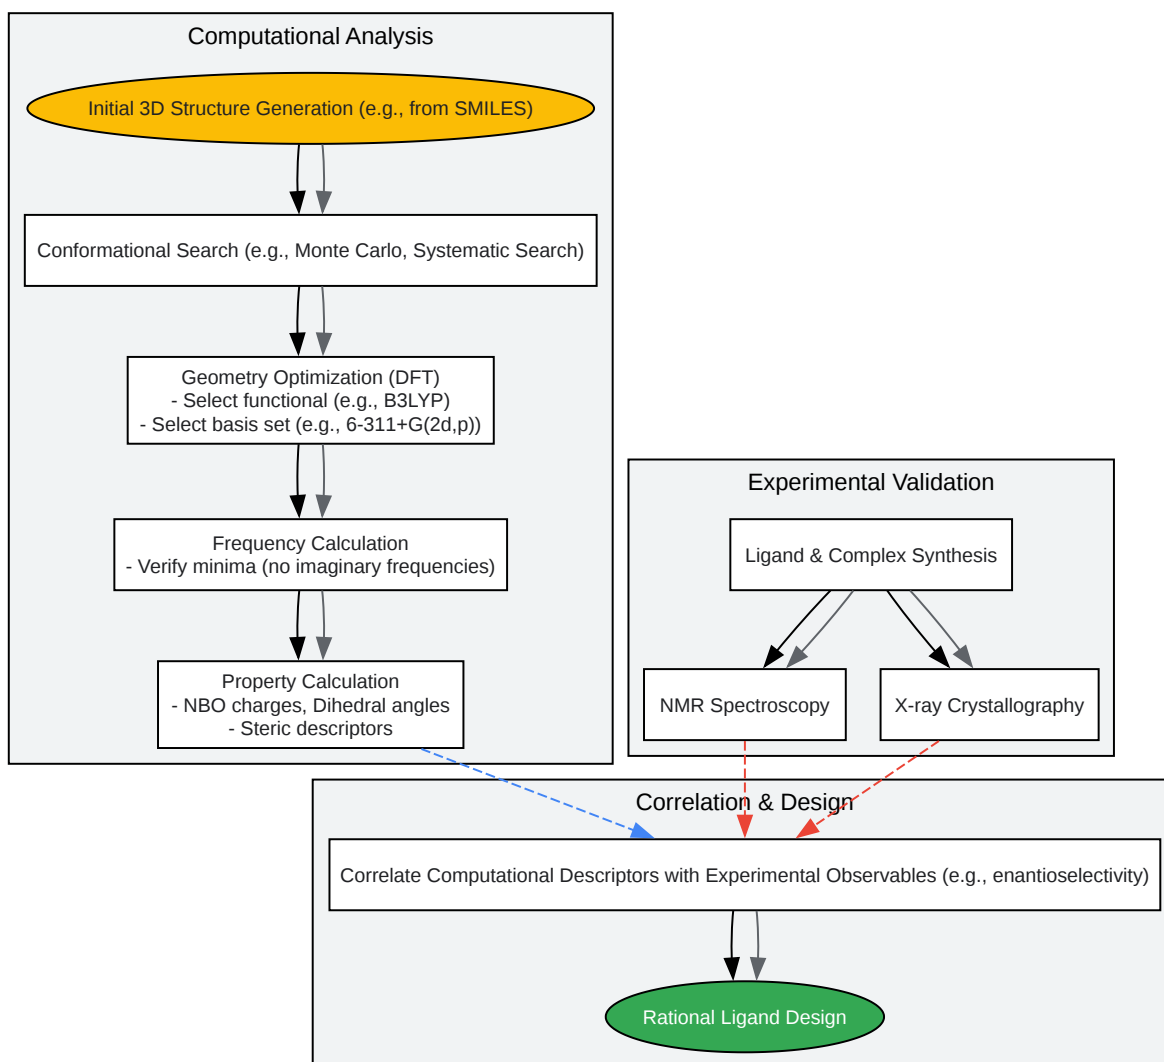 Computational Analysis
Initial 3D Structure Generation (e.g., from SMILES)
Conformational Search (e.g., Monte Carlo, Systematic Search)
Geometry Optimization (DFT)
- Select functional (e.g., B3LYP)
- Select basis set (e.g., 6-311+G(2d,p))
Frequency Calculation
- Verify minima (no imaginary frequencies)
Property Calculation
- NBO charges, Dihedral angles
- Steric descriptors
Experimental Validation
Ligand & Complex Synthesis
NMR Spectroscopy
X-ray Crystallography
Correlation & Design
Correlate Computational Descriptors with Experimental Observables (e.g., enantioselectivity)
Rational Ligand Design